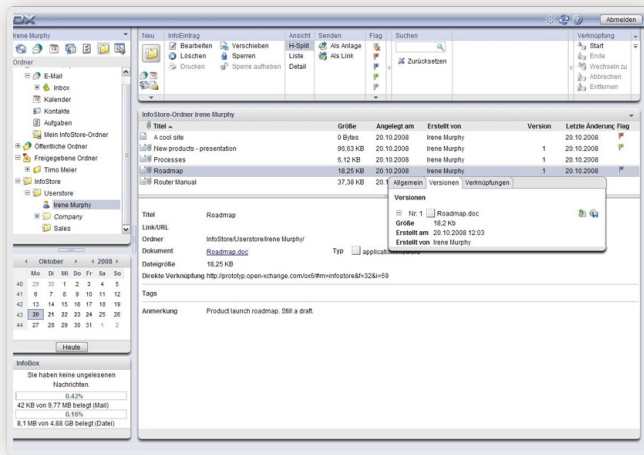 OX
Abmelden
Irene Murphy
Ordner
E-Mail
Inbox
Kalender
Kontakte
Aufgaben
Mein InfoStore-Ordner
Öffentliche Ordner
Freigegebene Ordner
Timo Meier
InfoStore
Userstore
Irene Murphy
Company
Sales
Oktober 2008
Mo Di Mi Do Fr Sa So
40 29 30 1 2 3 4 5
41 6 7 8 9 10 11 12
42 13 14 15 16 17 18 19
43 20 21 22 23 24 25 26
44 27 28 29 30 31 1 2
Heute
InfoBox
Sie haben keine ungelesenen
Nachrichten.
0.42%
42 KB von 9,77 MB belegt (Mail)
0.16%
8,1 MB von 4,88 GB belegt (Datei)
Neu InfoEintrag Ansicht Senden Flag Suchen Verknüpfung
Bearbeiten Verschieben H-Split Als Anlage Start
Löschen Sperren Liste Als Link Ende
Drucken Sperre aufheben Detail Zurücksetzen Wechseln zu
Abbrechen
Entfernen
InfoStore-Ordner Irene Murphy
Titel Größe Angelegt am Erstellt von Version Letzte Änderung Flag
A cool site 0 Bytes 20.10.2008 Irene Murphy 20.10.2008
New products - presentation 96,63 KB 20.10.2008 Irene Murphy 1 20.10.2008
Processes 6,12 KB 20.10.2008 Irene Murphy 20.10.2008
Roadmap 18,25 KB 20.10.2008 Irene Murphy 1 20.10.2008
Router Manual 37,38 KB
Allgemein Versionen Verknüpfungen
Versionen
Nr: 1 Roadmap.doc
Größe 18,2 Kb
Erstellt am 20.10.2008 12:03
Erstellt von Irene Murphy
Titel Roadmap
Link/URL
Ordner InfoStore/Userstore/Irene Murphy/
Dokument Roadmap.doc Typ
Dateigröße 18,25 KB
Direkte Verknüpfung http://prototyp.open-xchange.com/ox6/#m=infostore&f=32&i=59
Tags
Anmerkung Product launch roadmap. Still a draft.